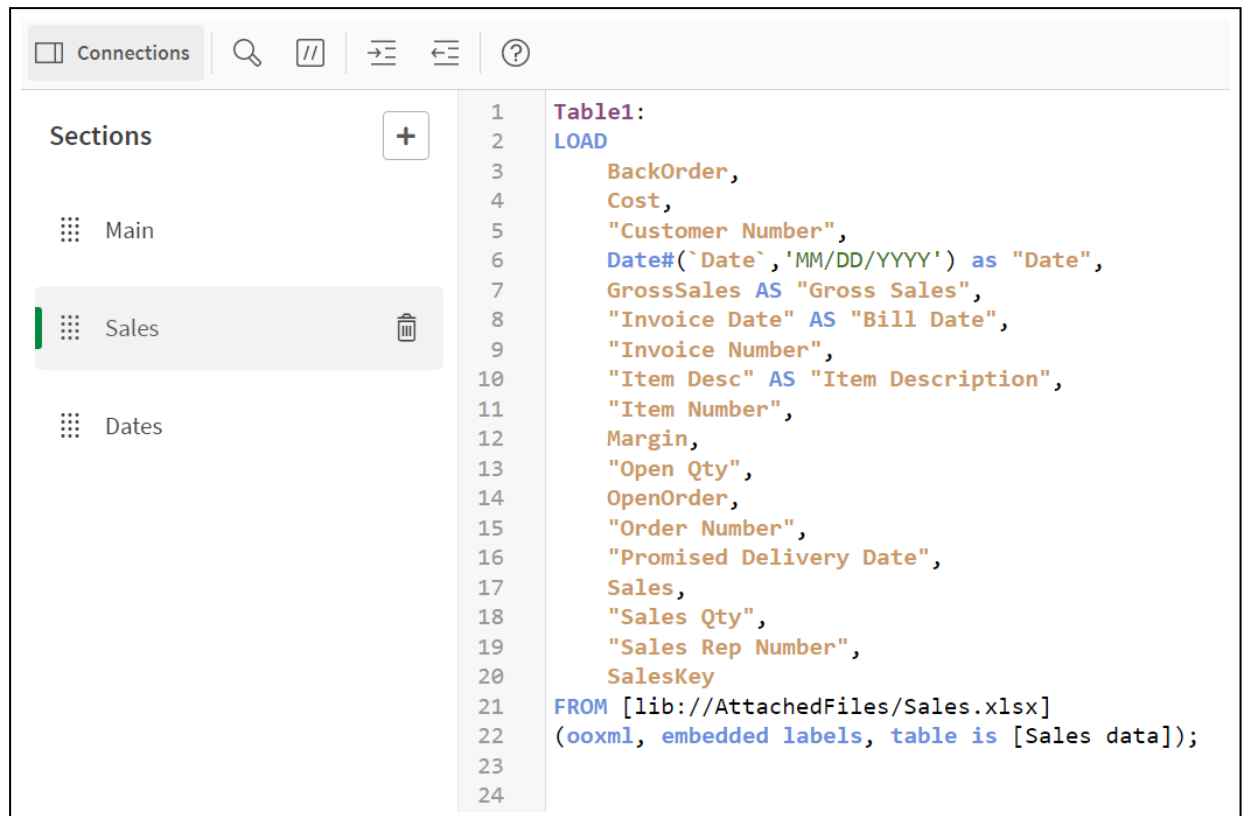 Connections
//
?
Sections
+
Main
Sales
Dates
1 Table1:
2 LOAD
3 BackOrder,
4 Cost,
5 "Customer Number",
6 Date#(`Date`,'MM/DD/YYYY') as "Date",
7 GrossSales AS "Gross Sales",
8 "Invoice Date" AS "Bill Date",
9 "Invoice Number",
10 "Item Desc" AS "Item Description",
11 "Item Number",
12 Margin,
13 "Open Qty",
14 OpenOrder,
15 "Order Number",
16 "Promised Delivery Date",
17 Sales,
18 "Sales Qty",
19 "Sales Rep Number",
20 SalesKey
21 FROM [lib://AttachedFiles/Sales.xlsx]
22 (ooxml, embedded labels, table is [Sales data]);
23
24